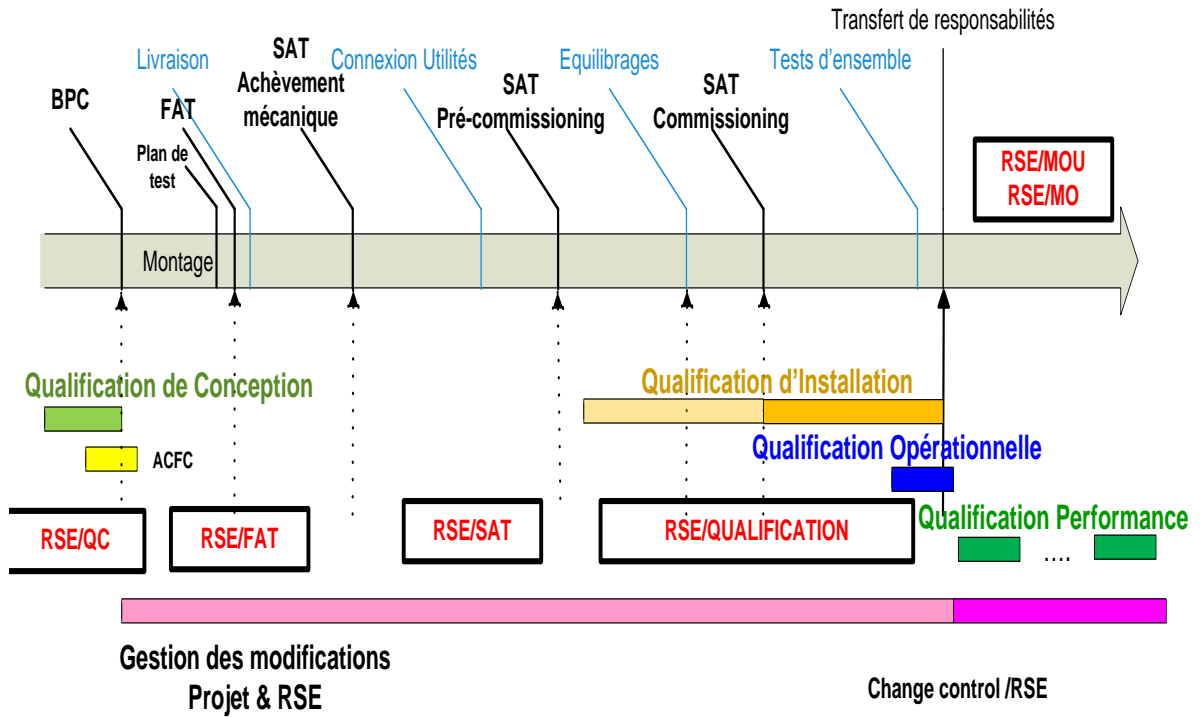 Transfert de responsabilités
SAT
Achèvement
mécanique
Livraison
Connexion Utilités
Equilibrages
Tests d'ensemble
BPC
FAT
SAT
Pré-commissioning
SAT
Commissioning
Plan de
test
RSE/MOU
RSE/MO
Montage
Qualification de Conception
Qualification d'Installation
ACFC
Qualification Opérationnelle
RSE/QC
RSE/FAT
RSE/SAT
RSE/QUALIFICATION
Qualification Performance
....
Gestion des modifications
Projet & RSE
Change control /RSE